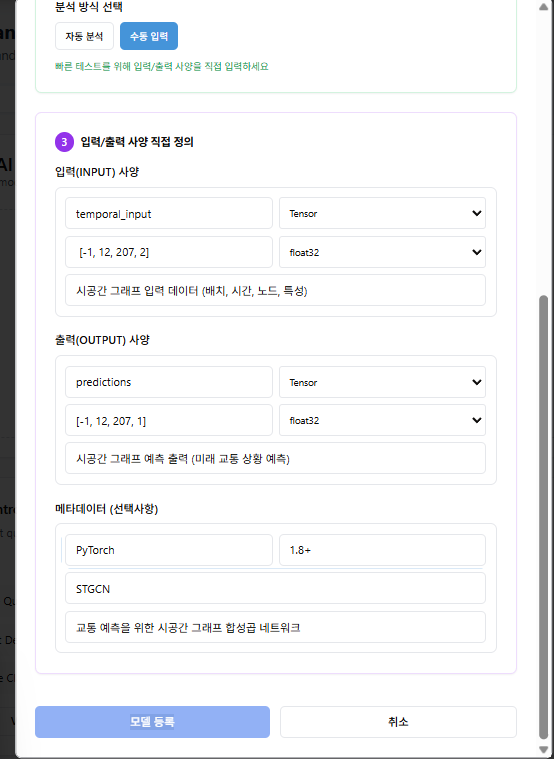 분석 방식 선택
자동 분석
수동 입력
빠른 테스트를 위해 입력/출력 사양을 직접 입력하세요
3 입력/출력 사양 직접 정의
입력(INPUT) 사양
temporal_input
Tensor
[-1, 12, 207, 2]
float32
시공간 그래프 입력 데이터 (배치, 시간, 노드, 특성)
출력(OUTPUT) 사양
predictions
Tensor
[-1, 12, 207, 1]
float32
시공간 그래프 예측 출력 (미래 교통 상황 예측)
메타데이터 (선택사항)
PyTorch
1.8+
STGCN
교통 예측을 위한 시공간 그래프 합성곱 네트워크
모델 등록
취소